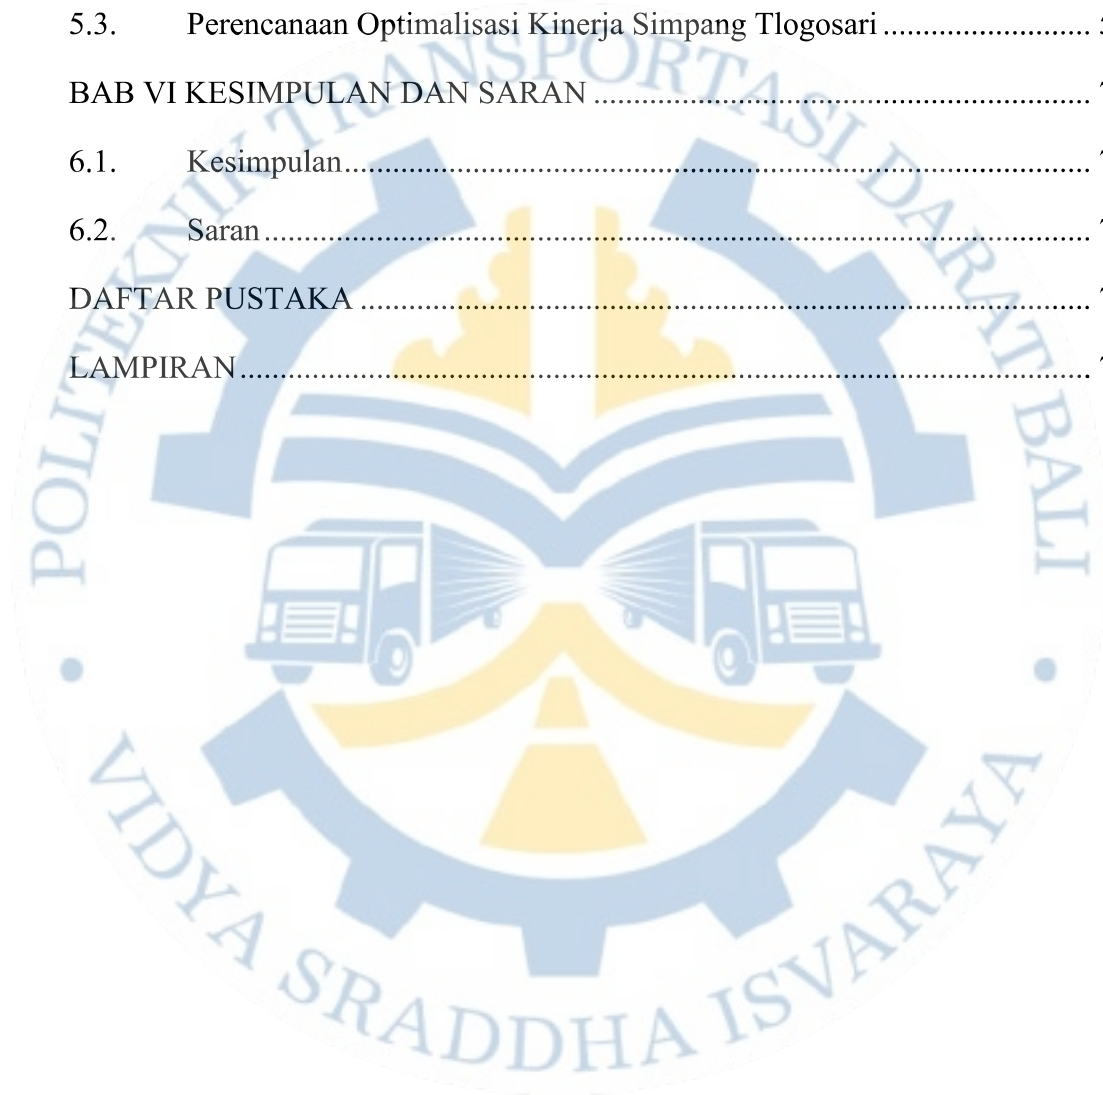 5.3. Perencanaan Optimalisasi Kinerja Simpang Tlogosari ..........................
BAB VI KESIMPULAN DAN SARAN ..............................................................
6.1. Kesimpulan..............................................................................................
6.2. Saran ........................................................................................................
DAFTAR PUSTAKA ...........................................................................................
LAMPIRAN..........................................................................................................
POLITEKNIK TRANSPORTASI DARAT BALI
VIDYA SRADDHA ISVARAYA